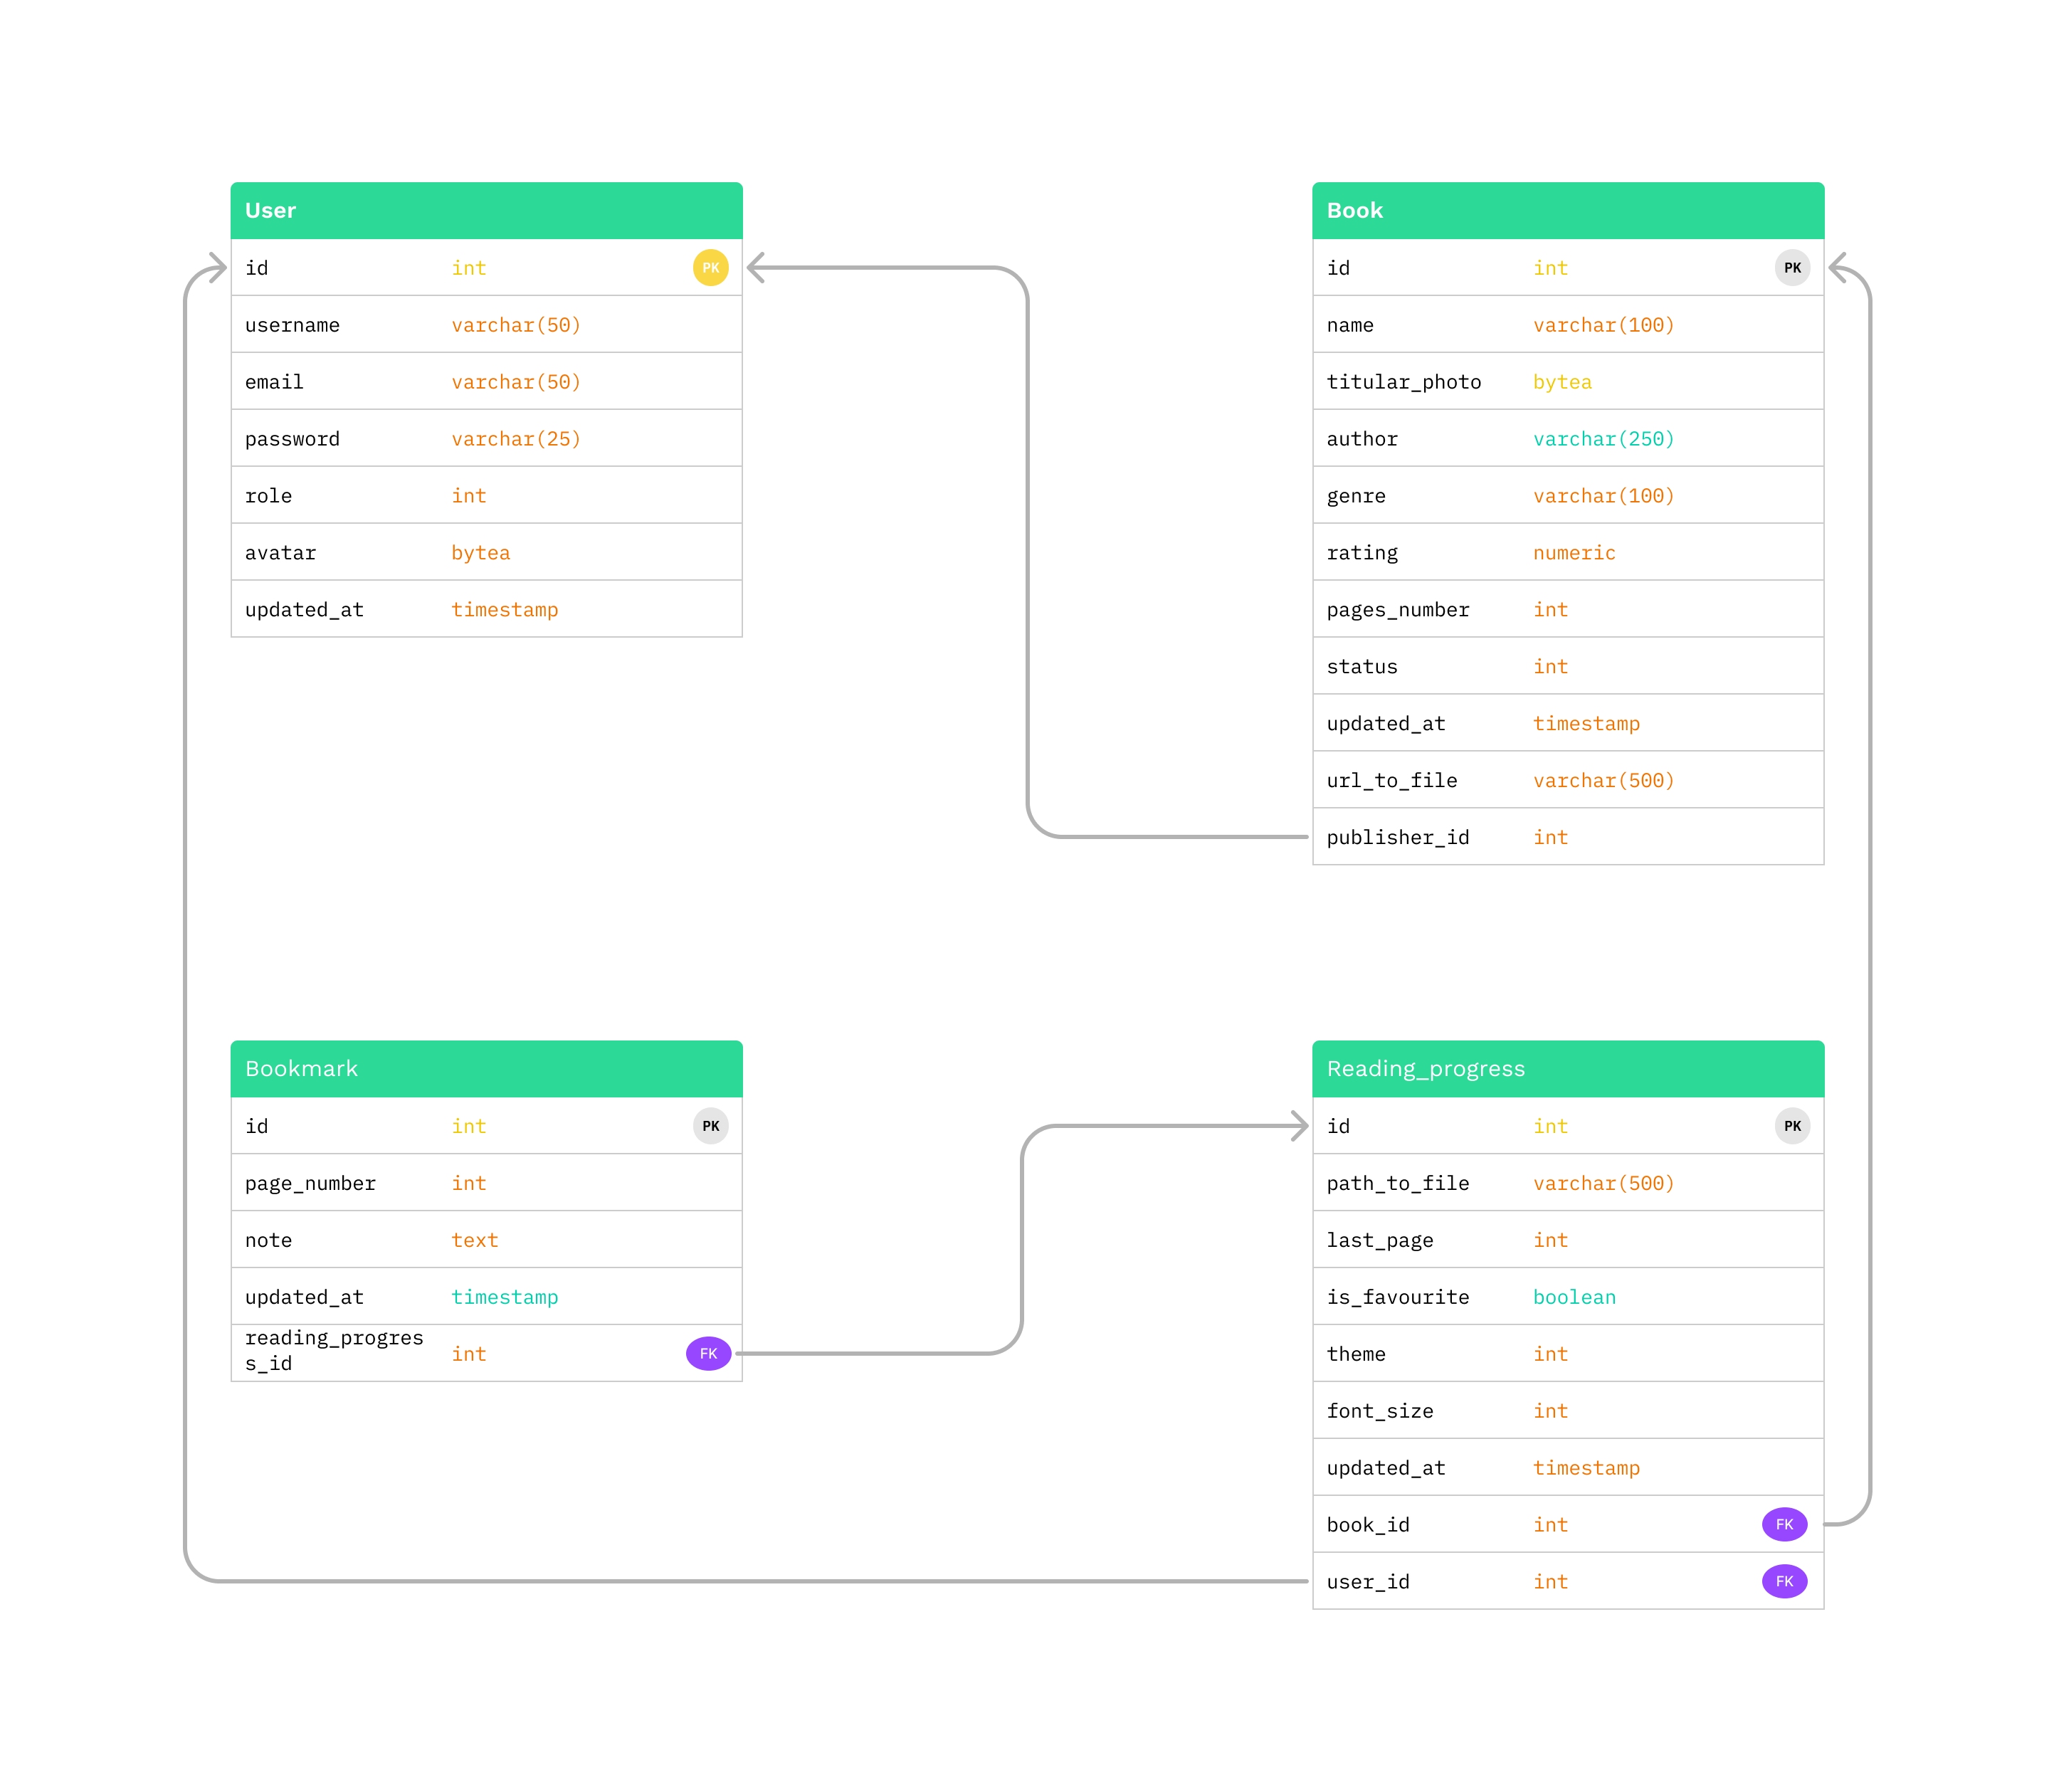 User
id int PK
username varchar(50)
email varchar(50)
password varchar(25)
role int
avatar bytea
updated_at timestamp
Book
id int PK
name varchar(100)
titular_photo bytea
author varchar(250)
genre varchar(100)
rating numeric
pages_number int
status int
updated_at timestamp
url_to_file varchar(500)
publisher_id int
Bookmark
id int PK
page_number int
note text
updated_at timestamp
reading_progres
s_id int FK
Reading_progress
id int PK
path_to_file varchar(500)
last_page int
is_favourite boolean
theme int
font_size int
updated_at timestamp
book_id int FK
user_id int FK